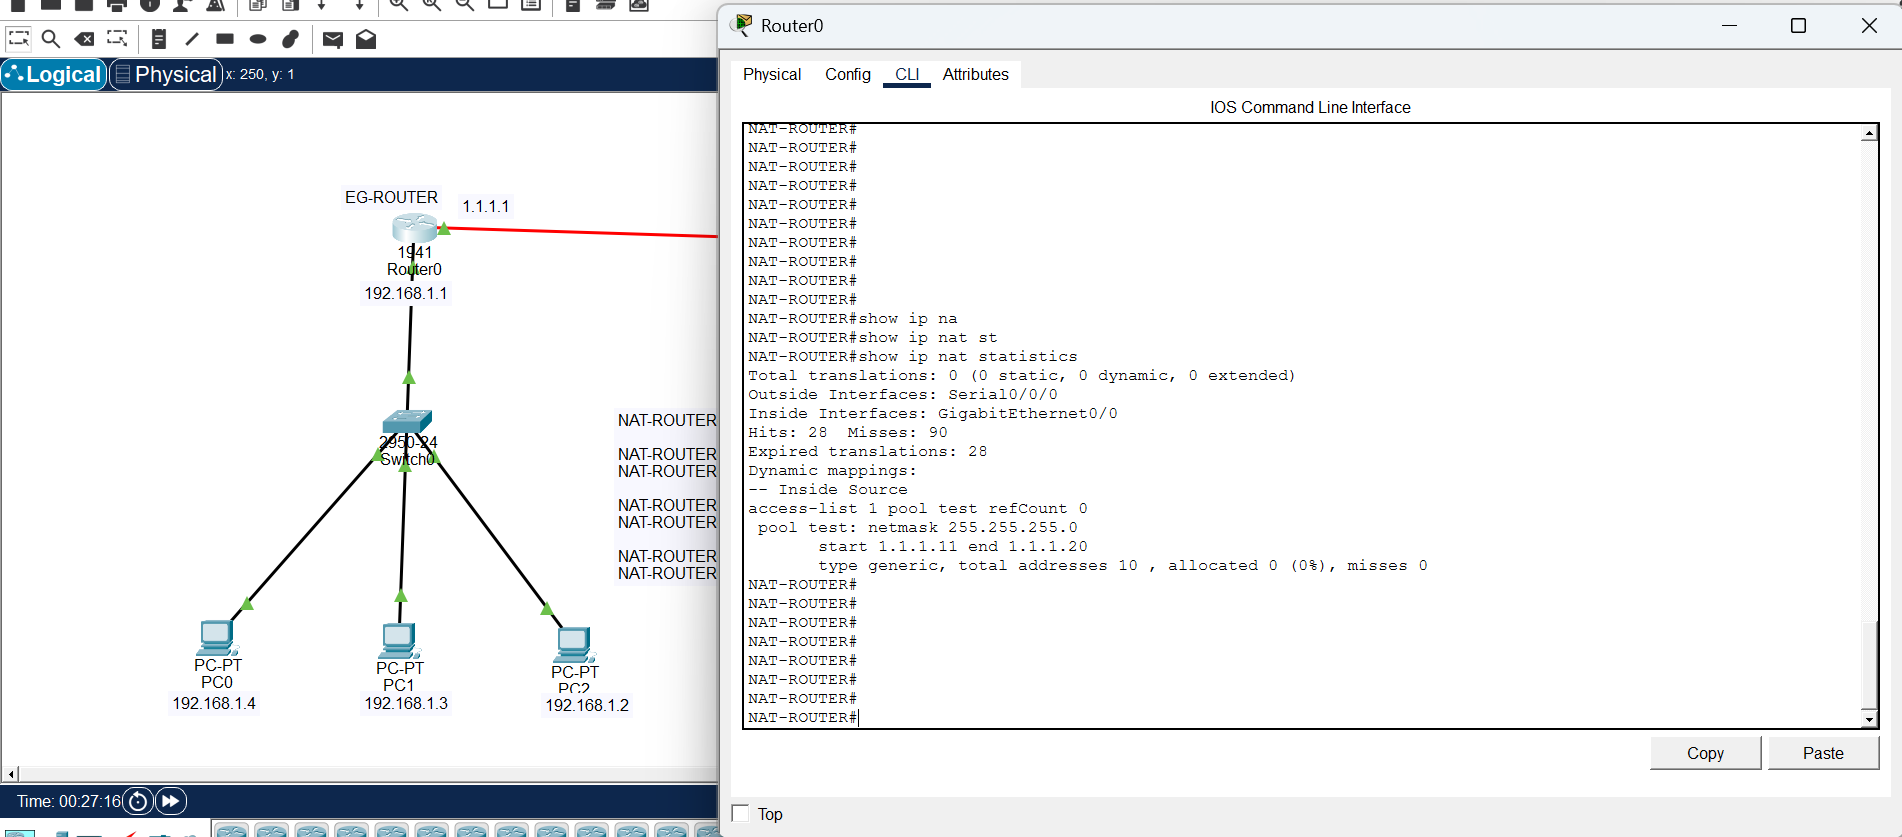 Router0
Physical Config CLI Attributes
IOS Command Line Interface
Logical Physical x: 250, y: 1
EG-ROUTER
1.1.1.1
1941
Router0
192.168.1.1
2950-24
Switch0
NAT-ROUTER
NAT-ROUTER
NAT-ROUTER
NAT-ROUTER
NAT-ROUTER
NAT-ROUTER
NAT-ROUTER
PC-PT
PC0
192.168.1.4
PC-PT
PC1
192.168.1.3
PC-PT
PC2
192.168.1.2
Time: 00:27:16
NAT-ROUTER#
NAT-ROUTER#
NAT-ROUTER#
NAT-ROUTER#
NAT-ROUTER#
NAT-ROUTER#
NAT-ROUTER#
NAT-ROUTER#
NAT-ROUTER#
NAT-ROUTER#
NAT-ROUTER#show ip na
NAT-ROUTER#show ip nat st
NAT-ROUTER#show ip nat statistics
Total translations: 0 (0 static, 0 dynamic, 0 extended)
Outside Interfaces: Serial0/0/0
Inside Interfaces: GigabitEthernet0/0
Hits: 28 Misses: 90
Expired translations: 28
Dynamic mappings:
-- Inside Source
access-list 1 pool test refCount 0
pool test: netmask 255.255.255.0
start 1.1.1.11 end 1.1.1.20
type generic, total addresses 10 , allocated 0 (0%), misses 0
NAT-ROUTER#
NAT-ROUTER#
NAT-ROUTER#
NAT-ROUTER#
NAT-ROUTER#
NAT-ROUTER#
NAT-ROUTER#
NAT-ROUTER#
Copy Paste
Top